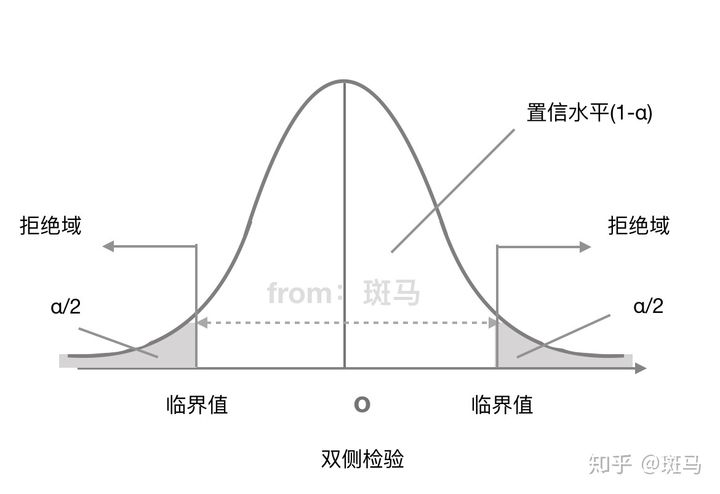 置信水平(1-α)
拒绝域
拒绝域
α/2
from：斑马
α/2
临界值
O
临界值
双侧检验
知乎 @斑马